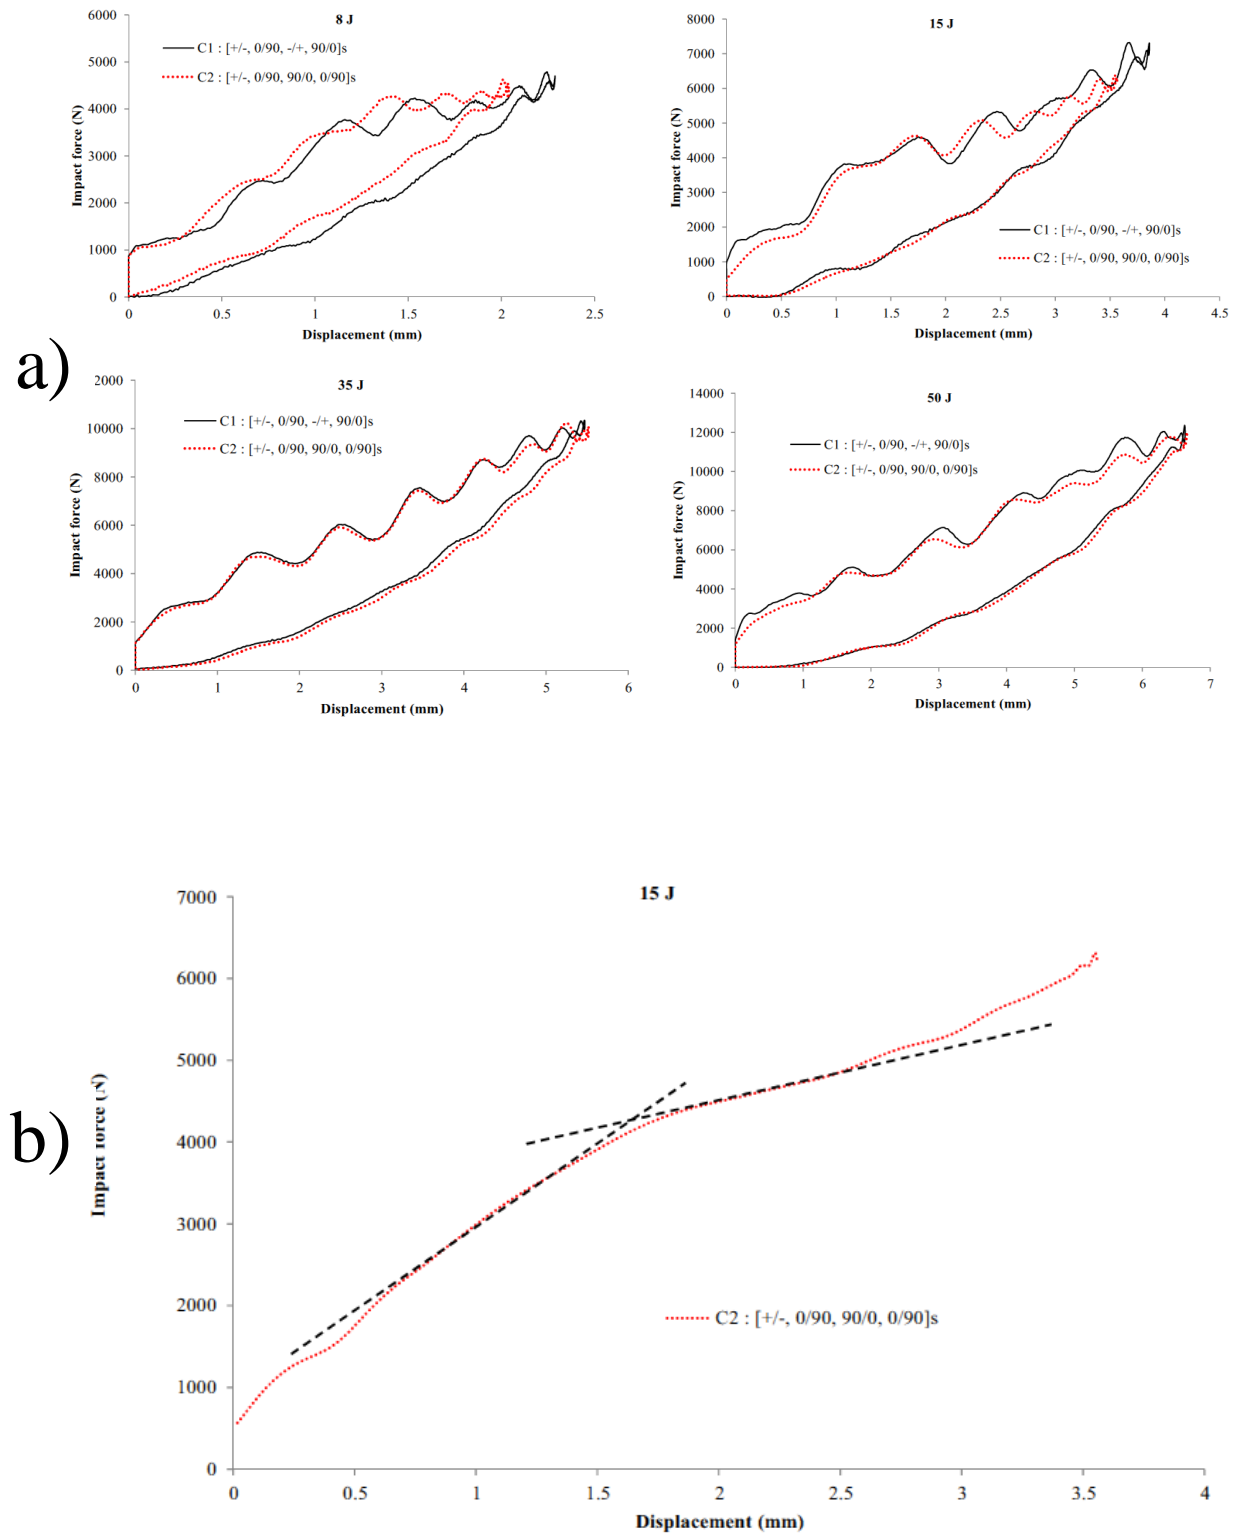 8 J
6000
5000
4000
3000
2000
1000
0
Impact force (N)
C1 : [+/-, 0/90, -/+, 90/0]s
C2 : [+/-, 0/90, 90/0, 0/90]s
0 0.5 1 1.5 2 2.5
Displacement (mm)
15 J
8000
7000
6000
5000
4000
3000
2000
1000
0
Impact force (N)
C1 : [+/-, 0/90, -/+, 90/0]s
C2 : [+/-, 0/90, 90/0, 0/90]s
0 0.5 1 1.5 2 2.5 3 3.5 4 4.5
Displacement (mm)
a)
35 J
2000
10000
8000
6000
4000
2000
0
Impact force (N)
C1 : [+/-, 0/90, -/+, 90/0]s
C2 : [+/-, 0/90, 90/0, 0/90]s
0 1 2 3 4 5 6
Displacement (mm)
50 J
14000
12000
10000
8000
6000
4000
2000
0
Impact force (N)
C1 : [+/-, 0/90, -/+, 90/0]s
C2 : [+/-, 0/90, 90/0, 0/90]s
0 1 2 3 4 5 6 7
Displacement (mm)
b)
15 J
7000
6000
5000
4000
3000
2000
1000
0
Impact force (N)
C2 : [+/-, 0/90, 90/0, 0/90]s
0 0.5 1 1.5 2 2.5 3 3.5 4
Displacement (mm)